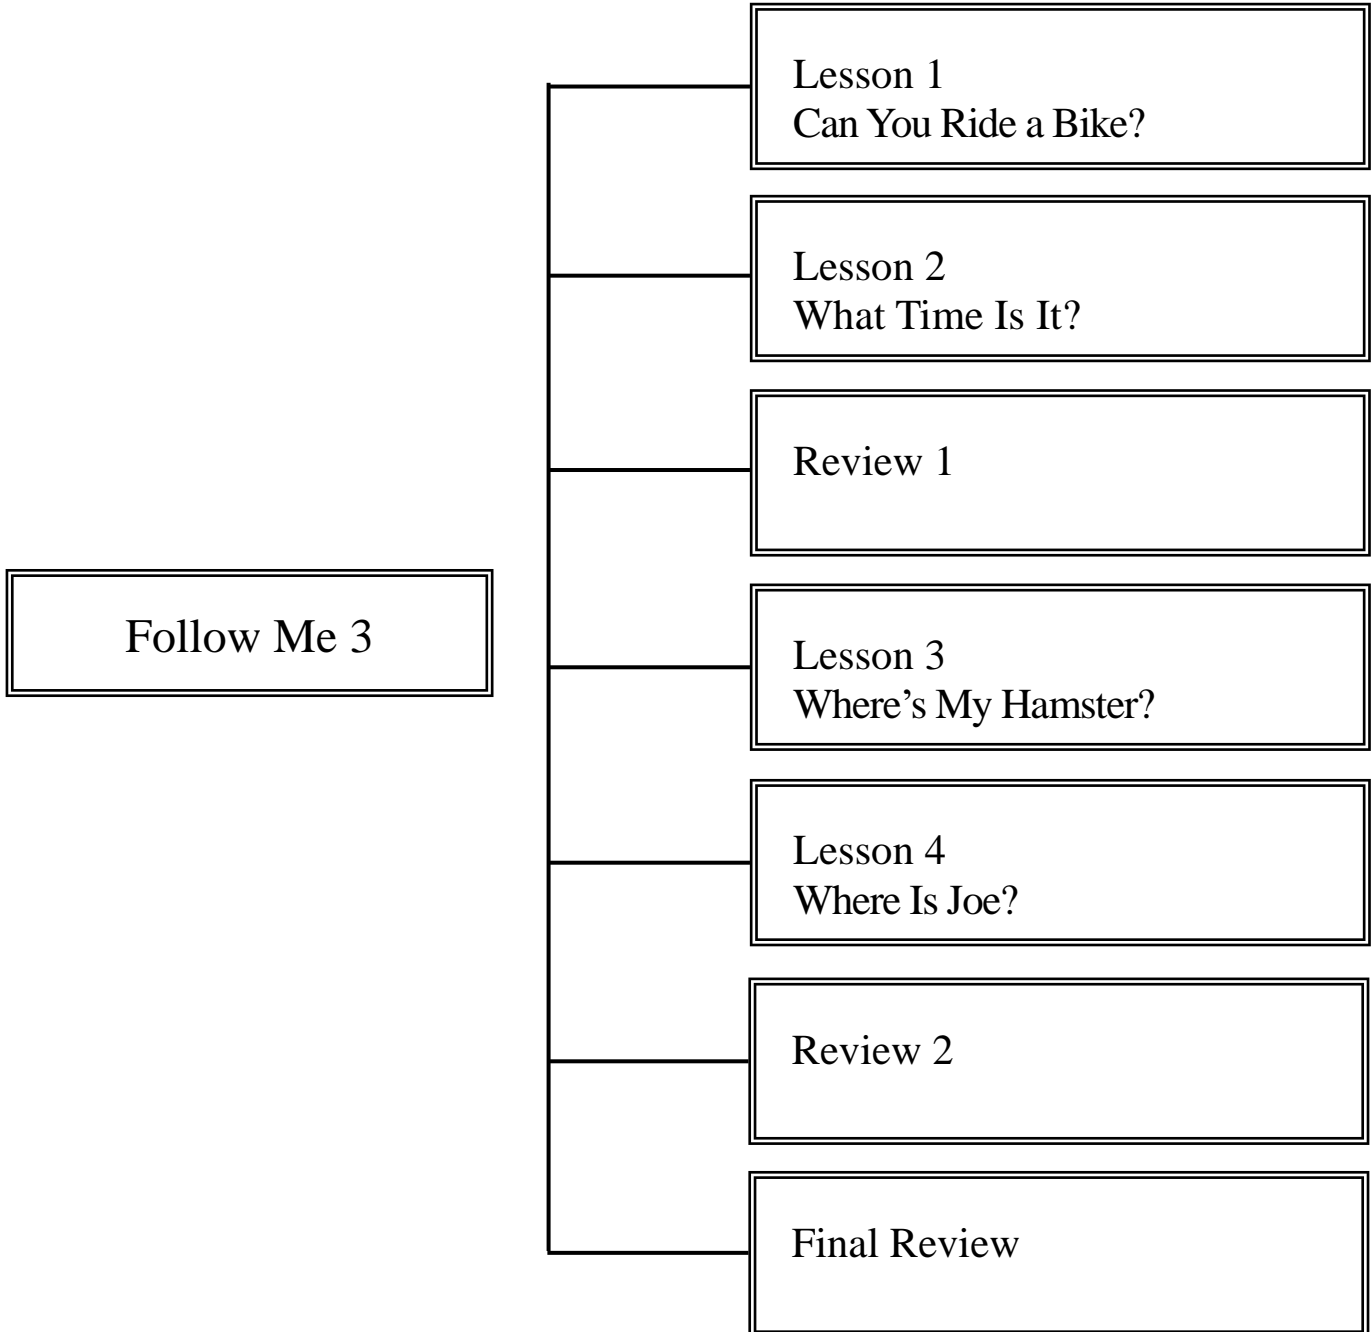 Lesson 1
Can You Ride a Bike?
Lesson 2
What Time Is It?
Review 1
Follow Me 3
Lesson 3
Where’s My Hamster?
Lesson 4
Where Is Joe?
Review 2
Final Review